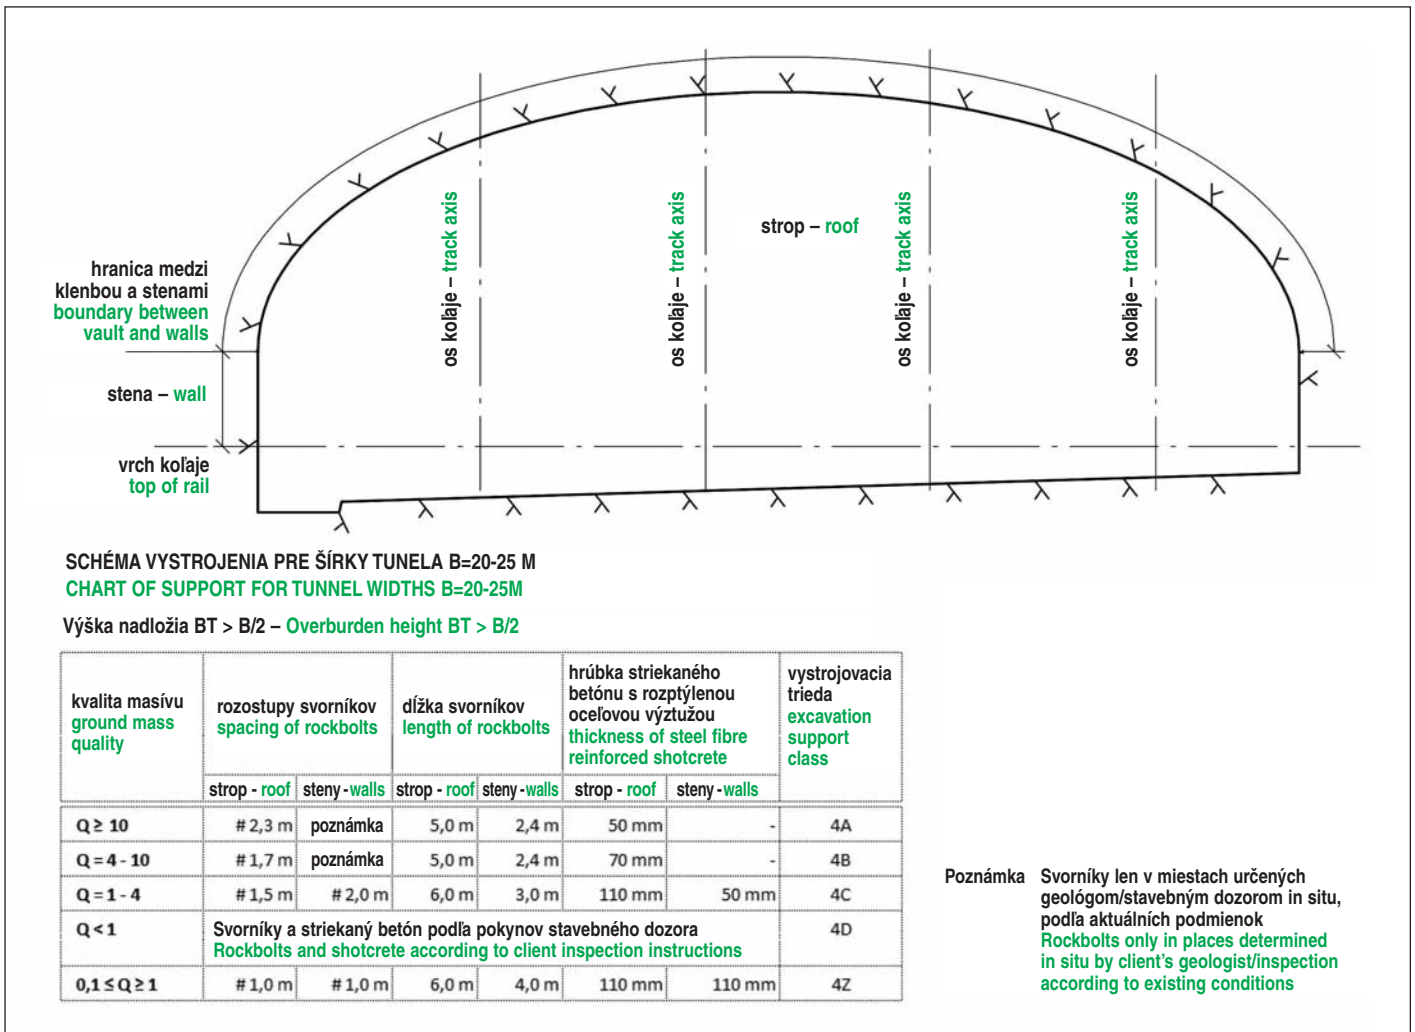 strop – roof
os koľaje – track axis
os koľaje – track axis
os koľaje – track axis
os koľaje – track axis
hranica medzi
klenbou a stenami
boundary between
vault and walls
stena – wall
vrch koľaje
top of rail
SCHÉMA VYSTROJENIA PRE ŠÍRKY TUNELA B=20-25 M
CHART OF SUPPORT FOR TUNNEL WIDTHS B=20-25M
Výška nadložia BT > B/2 – Overburden height BT > B/2
kvalita masívu
ground mass
quality
rozostupy svorníkov
spacing of rockbolts
dĺžka svorníkov
length of rockbolts
hrúbka striekaného
betónu s rozptýlenou
oceľovou výztužou
thickness of steel fibre
reinforced shotcrete
vystrojovacia
trieda
excavation
support
class
strop - roof steny - walls strop - roof steny - walls strop - roof steny - walls
Q ≥ 10 # 2,3 m poznámka 5,0 m 2,4 m 50 mm - 4A
Q = 4 - 10 # 1,7 m poznámka 5,0 m 2,4 m 70 mm - 4B
Q = 1 - 4 # 1,5 m # 2,0 m 6,0 m 3,0 m 110 mm 50 mm 4C
Q < 1 Svorníky a striekaný betón podľa pokynov stavebného dozora 4D
Rockbolts and shotcrete according to client inspection instructions
0,1 ≤ Q ≥ 1 # 1,0 m # 1,0 m 6,0 m 4,0 m 110 mm 110 mm 4Z
Poznámka Svorníky len v miestach určených
geológom/stavebným dozorom in situ,
podľa aktuálních podmienok
Rockbolts only in places determined
in situ by client's geologist/inspection
according to existing conditions